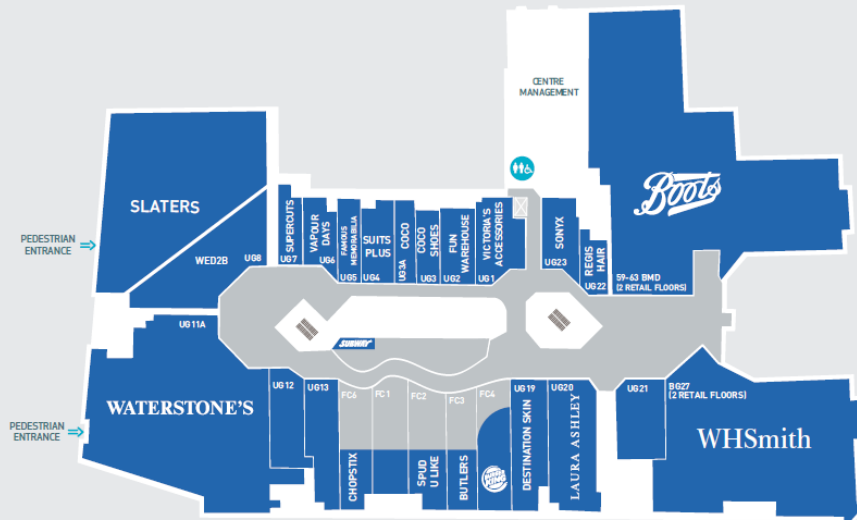 CENTRE
MANAGEMENT
Boots
SLATERS
PEDESTRIAN
ENTRANCE
WED2B
UG8
SUPERCUTS
UG7
VAPOUR
DAYS
UG6
FAMOUS
MEMORABILIA
UG5
SUITS
PLUS
UG4
COCO
UG3A
COCO
SHOES
UG3
FUN
WAREHOUSE
UG2
VICTORIA'S
ACCESSORIES
UG1
SONYX
UG23
REGIS
HAIR
UG22
59-63 BMD
(2 RETAIL FLOORS)
UG11A
SUBWAY
WATERSTONE'S
PEDESTRIAN
ENTRANCE
UG12
UG13
FC6
FC1
FC2
FC3
FC4
UG19
UG20
UG21
BG27
(2 RETAIL FLOORS)
CHOPSTIX
SPUD
U LIKE
BUTLERS
BURGER
KING
DESTINATION SKIN
LAURA ASHLEY
WHSmith